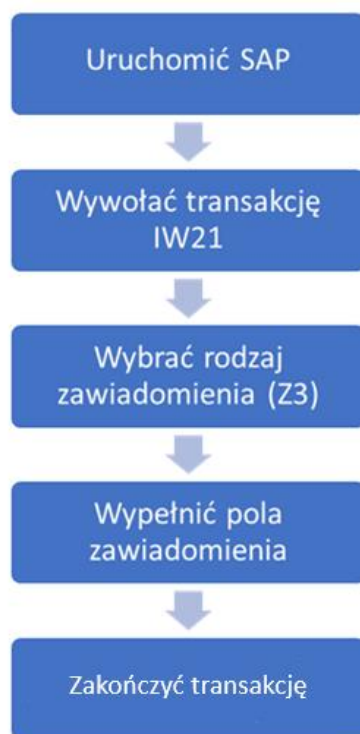 Uruchomić SAP
Wywołać transakcję
IW21
Wybrać rodzaj
zawiadomienia (Z3)
Wypełnić pola
zawiadomienia
Zakończyć transakcję